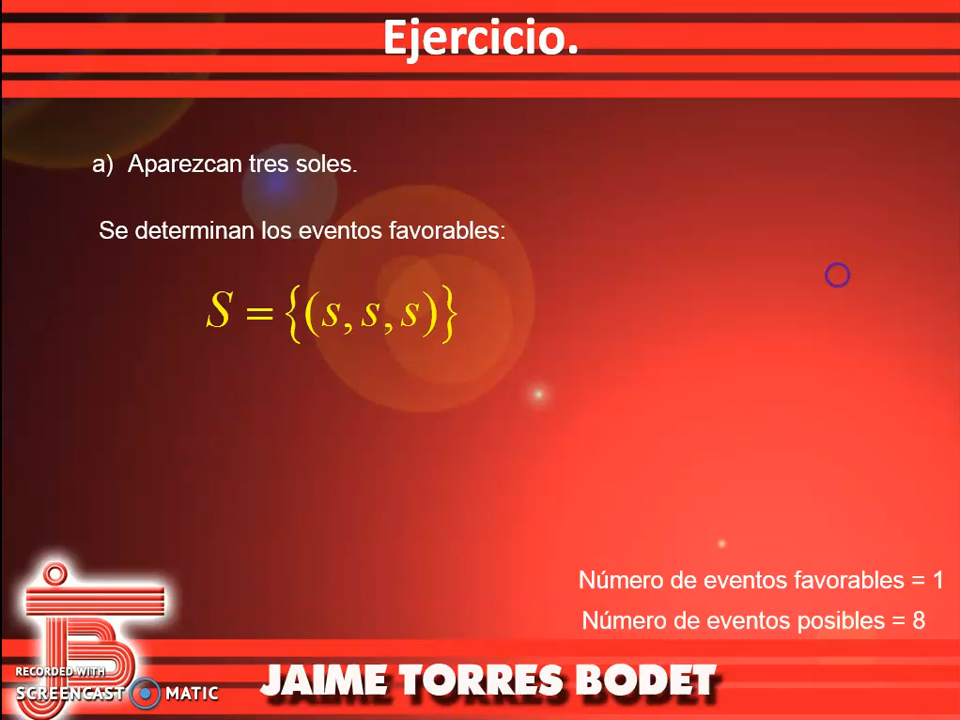 Ejercicio.
a) Aparezcan tres soles.
Se determinan los eventos favorables:
S = {(s, s, s)}
Número de eventos favorables = 1
Número de eventos posibles = 8
RECORDED WITH
SCREENCAST MATIC
JAIME TORRES BODET